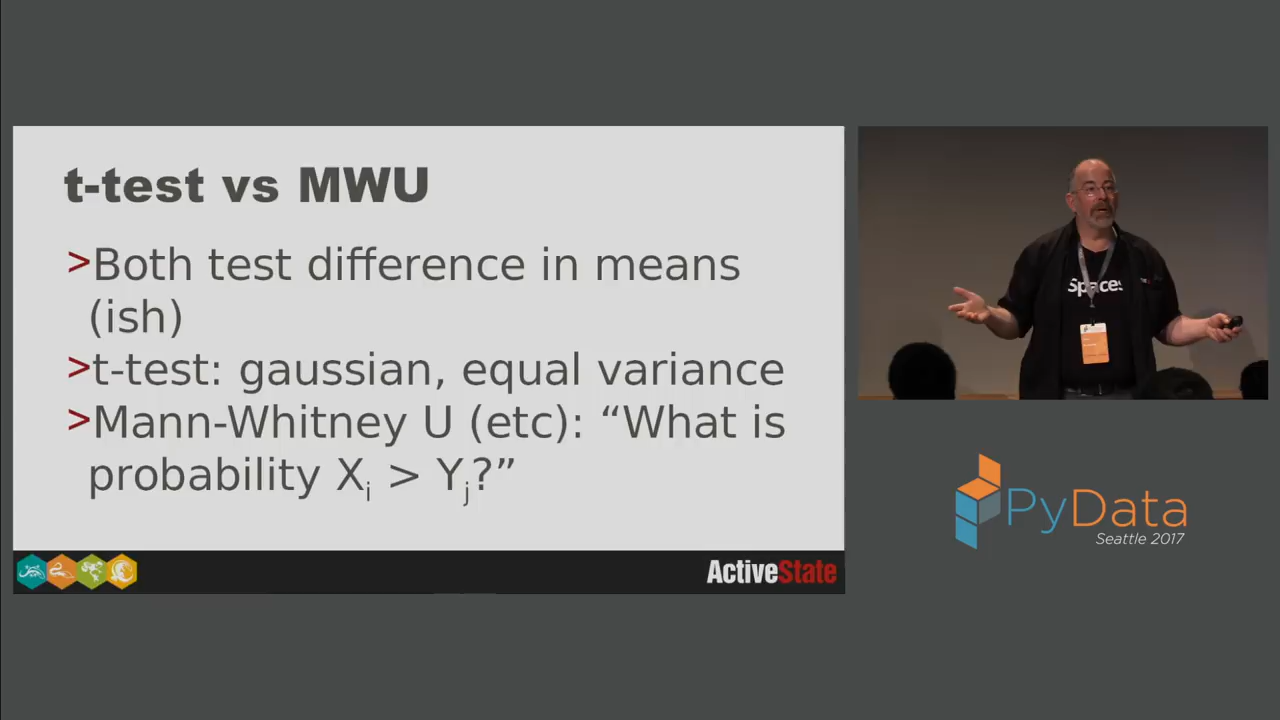 t-test vs MWU
>Both test difference in means
(ish)
>t-test: gaussian, equal variance
>Mann-Whitney U (etc): “What is
probability Xi > Yj?”
ActiveState
Spaces
PyData
Seattle 2017